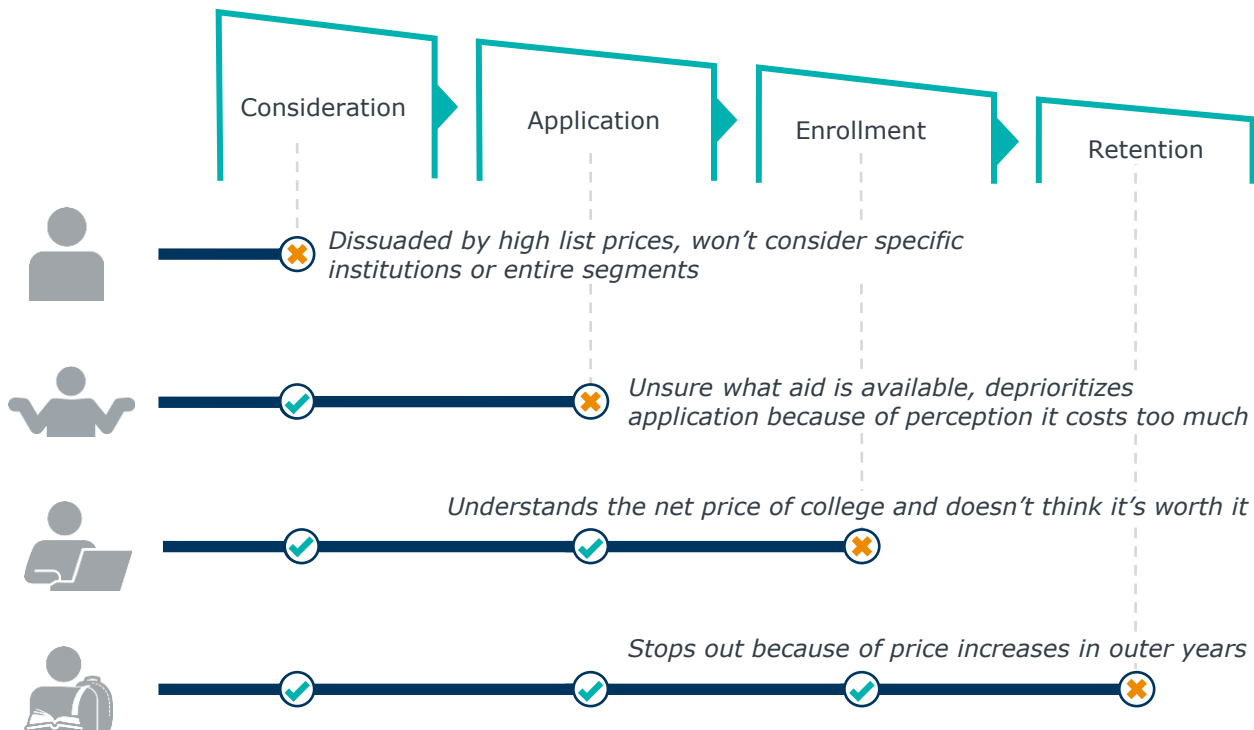 Consideration
Application
Enrollment
Retention
Dissuaded by high list prices, won’t consider specific
institutions or entire segments
Unsure what aid is available, deprioritizes
application because of perception it costs too much
Understands the net price of college and doesn’t think it’s worth it
Stops out because of price increases in outer years